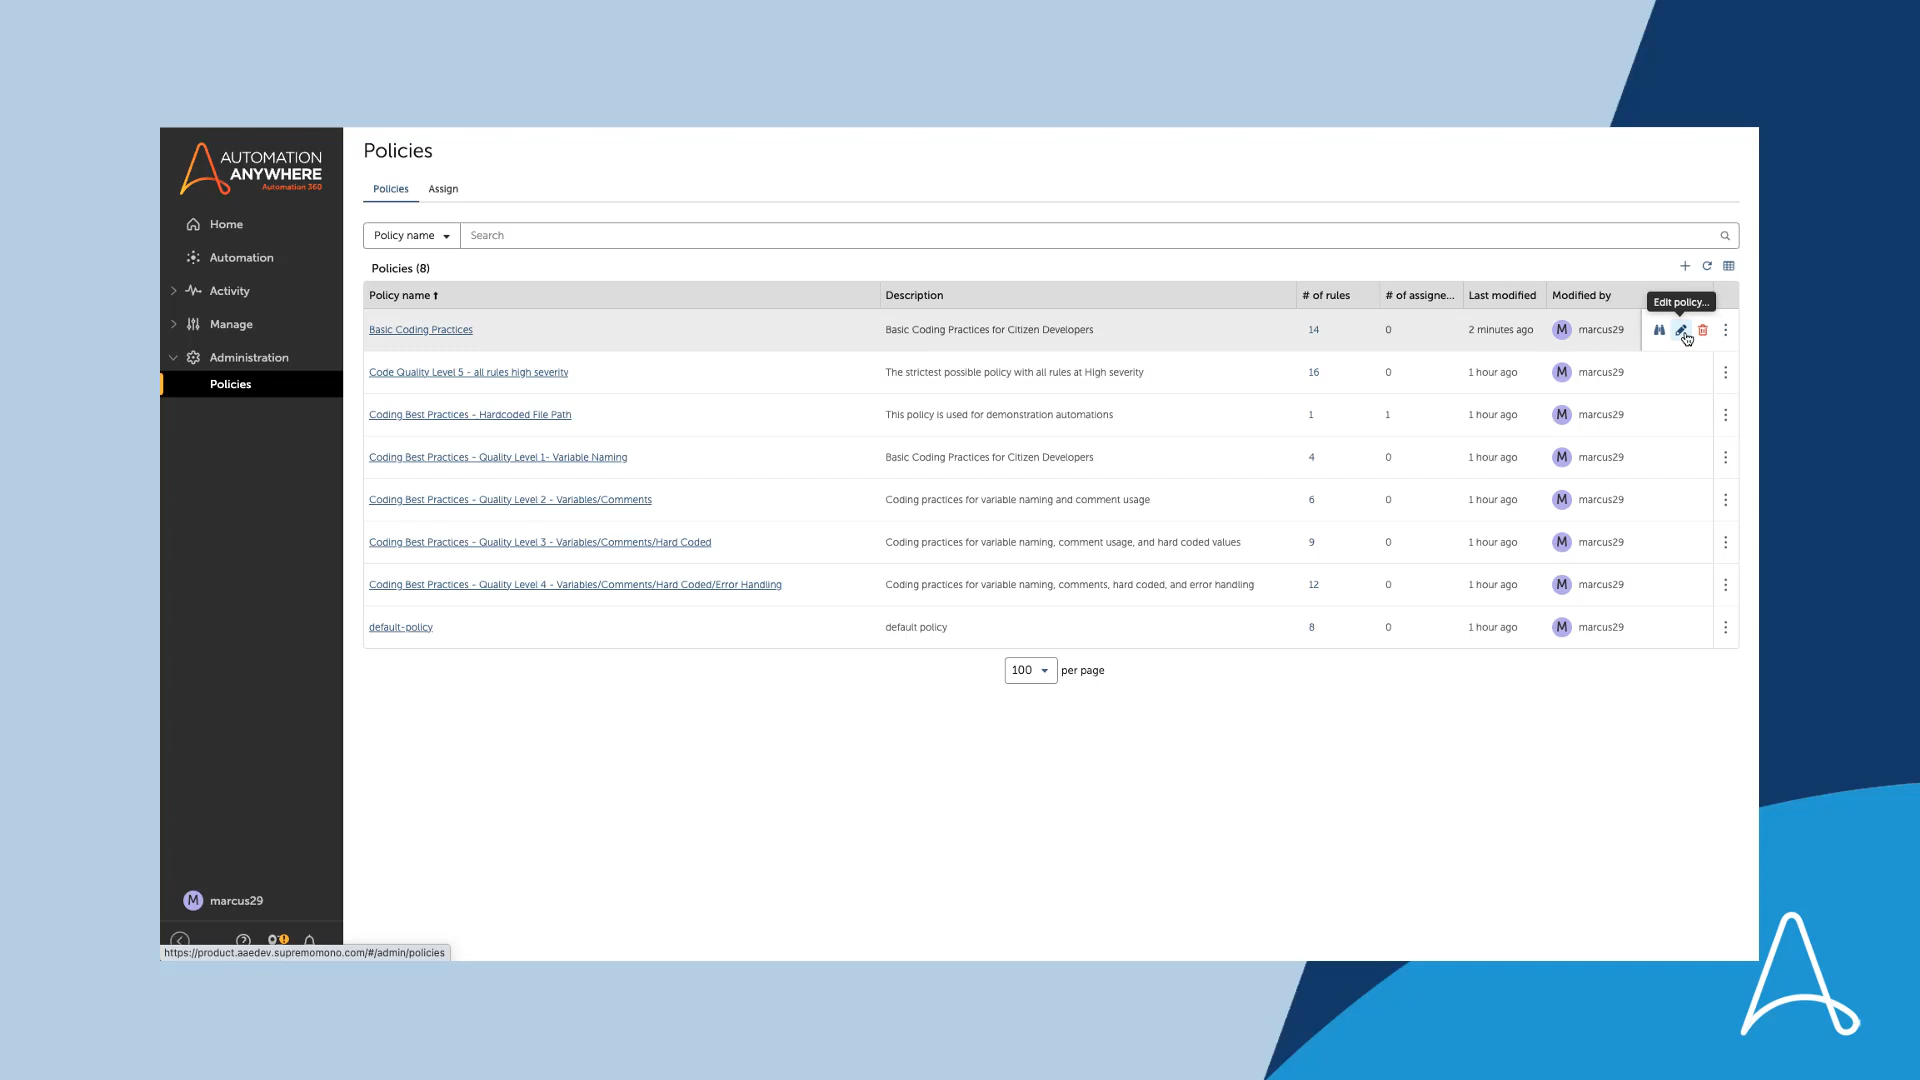 AUTOMATION
ANYWHERE
Automation 360
Home
Automation
Activity
Manage
Administration
Policies
M marcus29
https://product.aaedev.supremomono.com/#/admin/policies
Policies
Policies Assign
Policy name Search
Policies (8)
Policy name Description # of rules # of assigne... Last modified Modified by
Edit policy...
Basic Coding Practices Basic Coding Practices for Citizen Developers 14 0 2 minutes ago M marcus29
Code Quality Level 5 - all rules high severity The strictest possible policy with all rules at High severity 16 0 1 hour ago M marcus29
Coding Best Practices - Hardcoded File Path This policy is used for demonstration automations 1 1 1 hour ago M marcus29
Coding Best Practices - Quality Level 1- Variable Naming Basic Coding Practices for Citizen Developers 4 0 1 hour ago M marcus29
Coding Best Practices - Quality Level 2 - Variables/Comments Coding practices for variable naming and comment usage 6 0 1 hour ago M marcus29
Coding Best Practices - Quality Level 3 - Variables/Comments/Hard Coded Coding practices for variable naming, comment usage, and hard coded values 9 0 1 hour ago M marcus29
Coding Best Practices - Quality Level 4 - Variables/Comments/Hard Coded/Error Handling Coding practices for variable naming, comments, hard coded, and error handling 12 0 1 hour ago M marcus29
default-policy default policy 8 0 1 hour ago M marcus29
100 per page